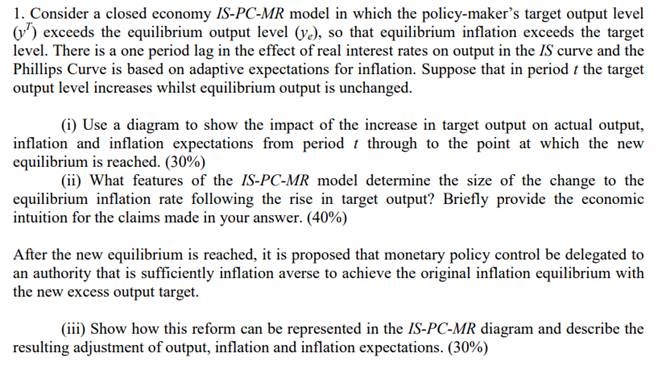 1. Consider a closed economy IS-PC-MR model in which the policy-maker's target output level
(yᵀ) exceeds the equilibrium output level (yₑ), so that equilibrium inflation exceeds the target
level. There is a one period lag in the effect of real interest rates on output in the IS curve and the
Phillips Curve is based on adaptive expectations for inflation. Suppose that in period t the target
output level increases whilst equilibrium output is unchanged.
(i) Use a diagram to show the impact of the increase in target output on actual output,
inflation and inflation expectations from period t through to the point at which the new
equilibrium is reached. (30%)
(ii) What features of the IS-PC-MR model determine the size of the change to the
equilibrium inflation rate following the rise in target output? Briefly provide the economic
intuition for the claims made in your answer. (40%)
After the new equilibrium is reached, it is proposed that monetary policy control be delegated to
an authority that is sufficiently inflation averse to achieve the original inflation equilibrium with
the new excess output target.
(iii) Show how this reform can be represented in the IS-PC-MR diagram and describe the
resulting adjustment of output, inflation and inflation expectations. (30%)